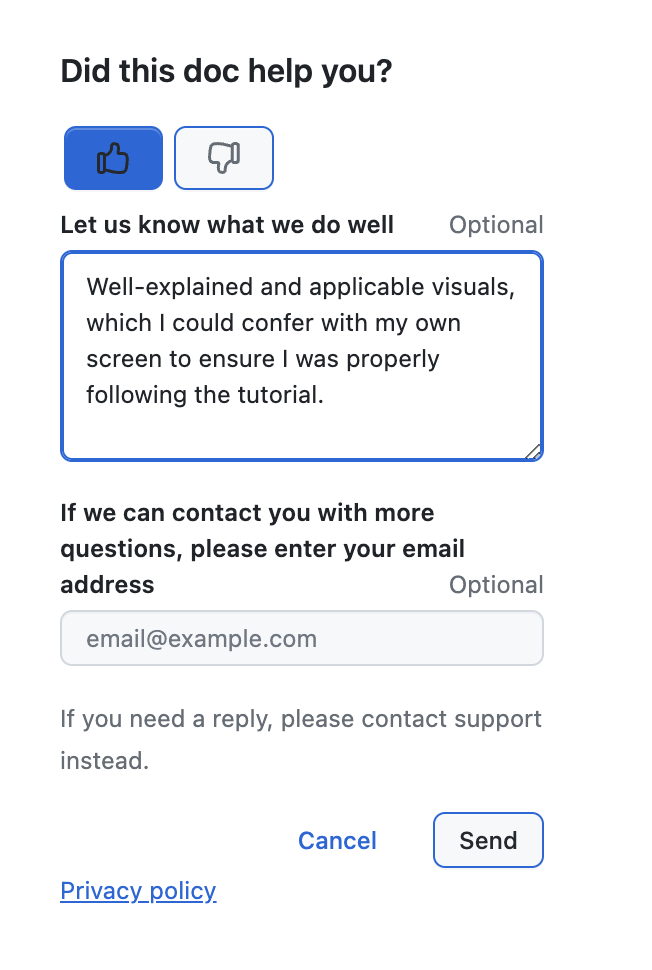 Did this doc help you?
Let us know what we do well Optional
Well-explained and applicable visuals,
which I could confer with my own
screen to ensure I was properly
following the tutorial.
If we can contact you with more
questions, please enter your email
address Optional
email@example.com
If you need a reply, please contact support
instead.
Cancel Send
Privacy policy